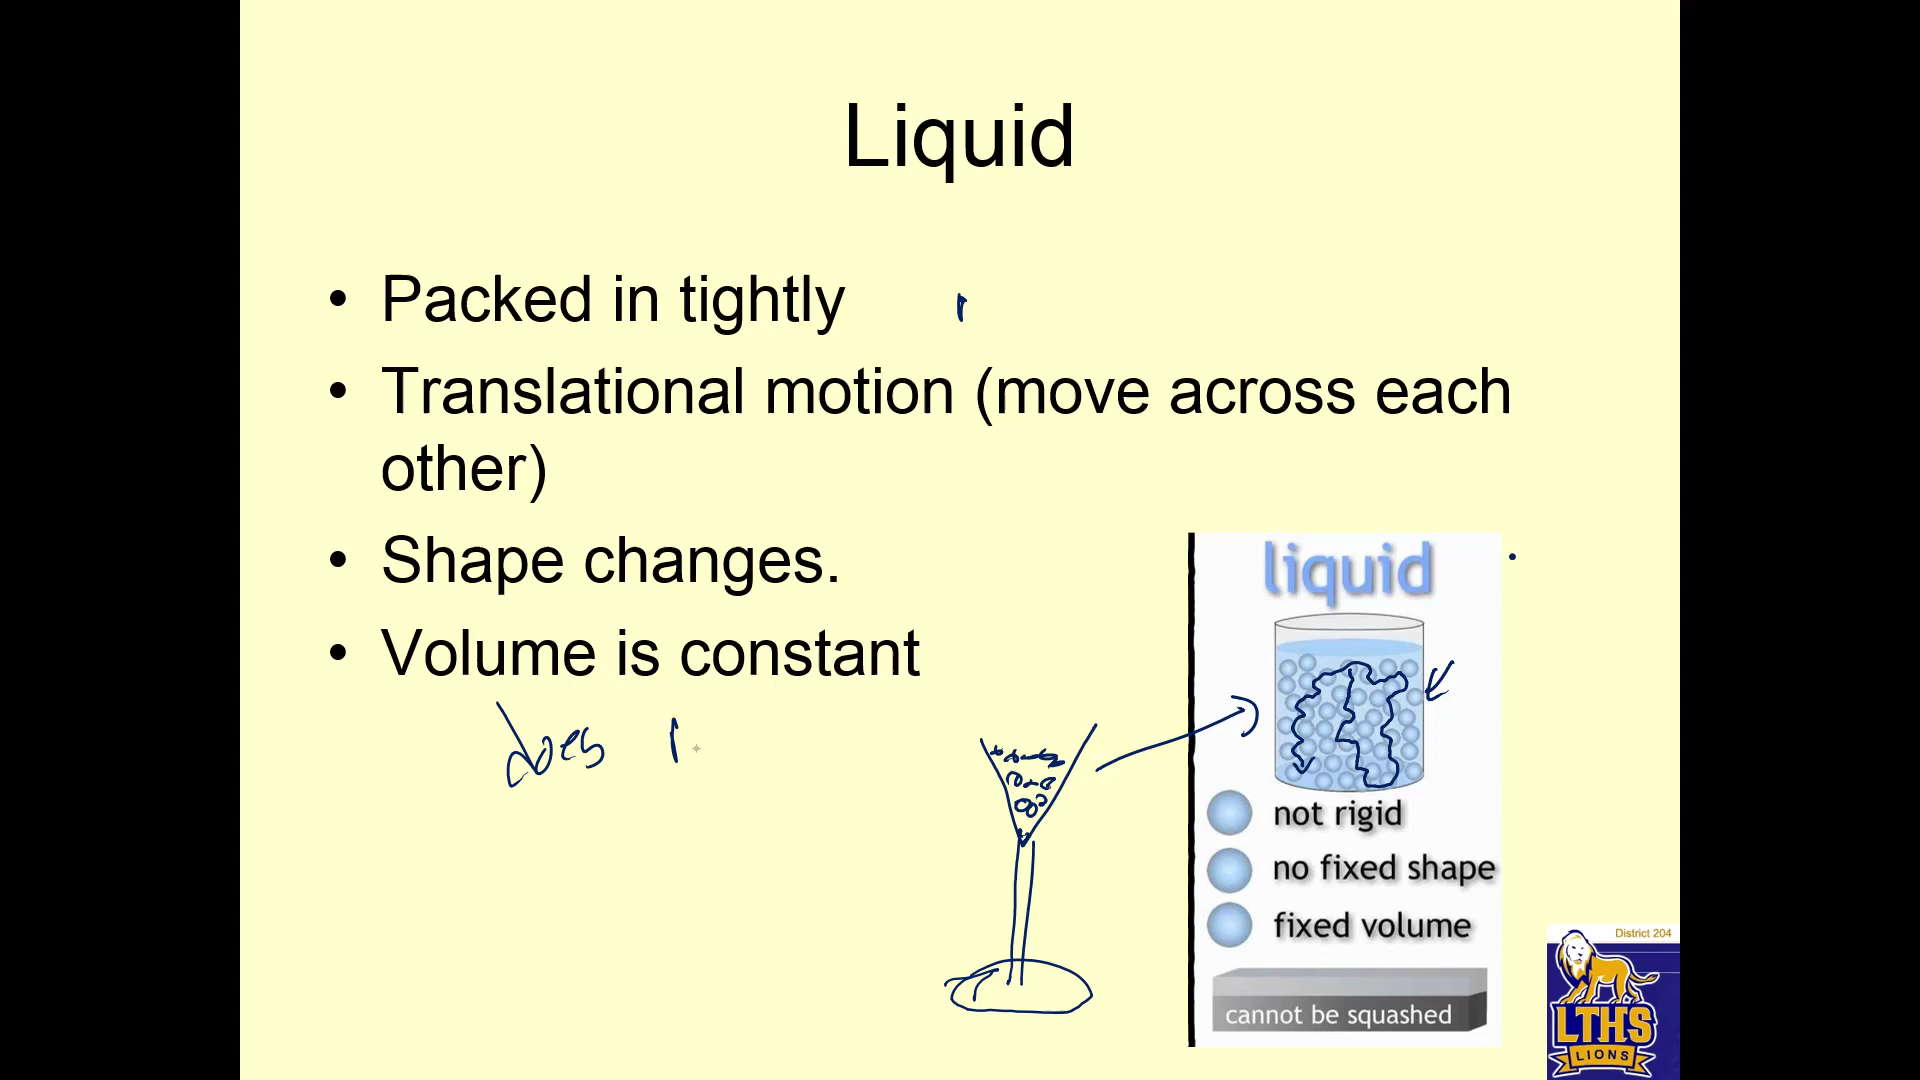 Liquid
• Packed in tightly
• Translational motion (move across each
other)
• Shape changes.
• Volume is constant
does
liquid
not rigid
no fixed shape
fixed volume
cannot be squashed
District 204
LTHS
LIONS